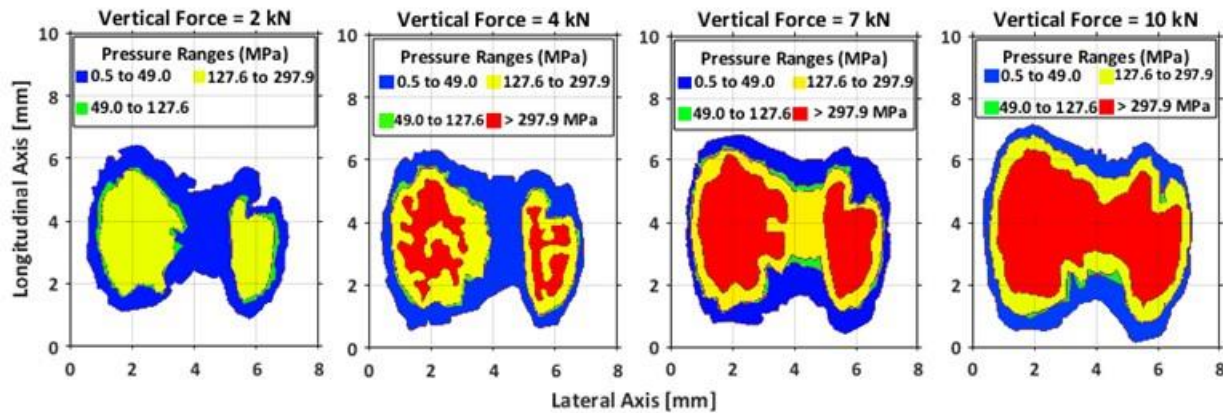 Vertical Force = 2 kN
10
Pressure Ranges (MPa)
0.5 to 49.0 127.6 to 297.9
49.0 to 127.6
8
6
4
2
0
0 2 4 6 8
Longitudinal Axis [mm]
Vertical Force = 4 kN
10
Pressure Ranges (MPa)
0.5 to 49.0 127.6 to 297.9
49.0 to 127.6 > 297.9 MPa
8
6
4
2
0
0 2 4 6 8
Vertical Force = 7 kN
10
Pressure Ranges (MPa)
0.5 to 49.0 127.6 to 297.9
49.0 to 127.6 > 297.9 MPa
8
6
4
2
0
0 2 4 6 8
Vertical Force = 10 kN
10
Pressure Ranges (MPa)
0.5 to 49.0 127.6 to 297.9
49.0 to 127.6 > 297.9 MPa
8
6
4
2
0
0 2 4 6 8
Lateral Axis [mm]